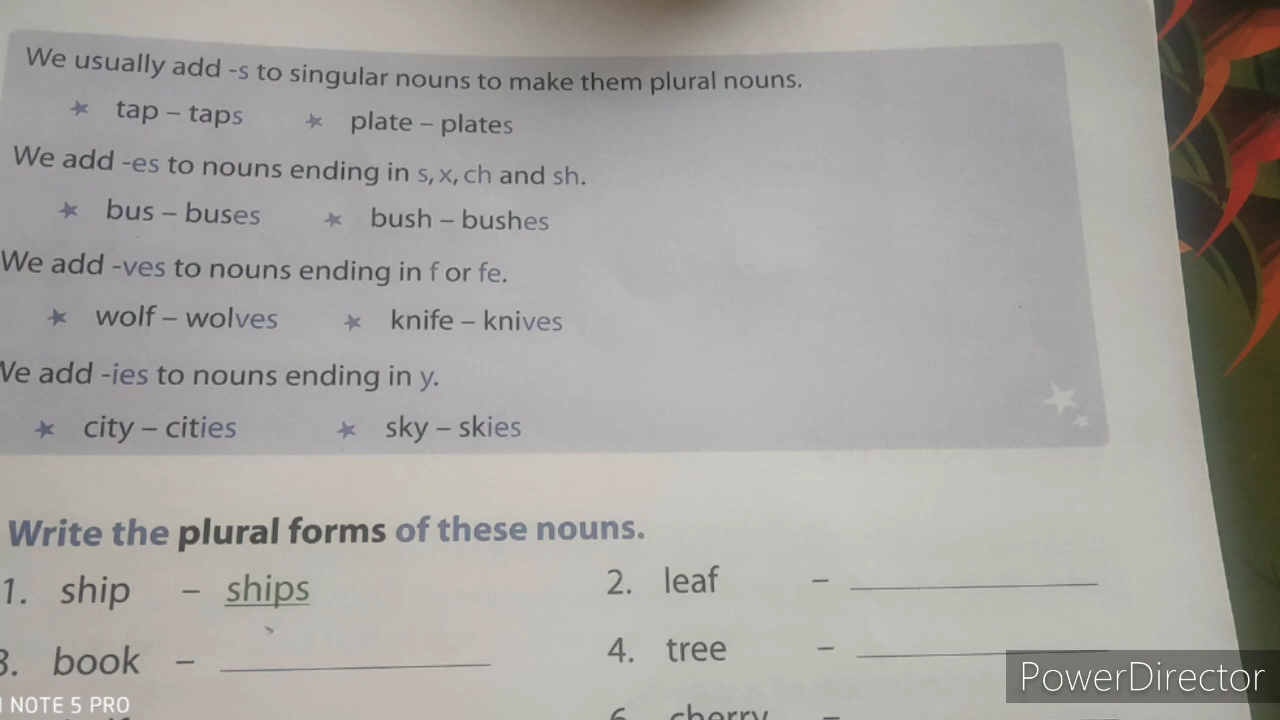 We usually add -s to singular nouns to make them plural nouns.
★ tap – taps ★ plate – plates
We add -es to nouns ending in s, x, ch and sh.
★ bus – buses ★ bush – bushes
We add -ves to nouns ending in f or fe.
★ wolf – wolves ★ knife – knives
We add -ies to nouns ending in y.
★ city – cities ★ sky – skies
Write the plural forms of these nouns.
1. ship – ships 2. leaf –
3. book – 4. tree –
6. cherry –
NOTE 5 PRO
PowerDirector